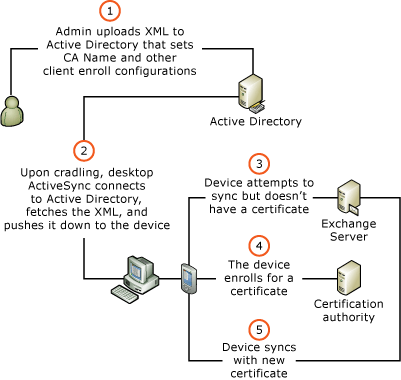 1
Admin uploads XML to
Active Directory that sets
CA Name and other
client enroll configurations
Active Directory
2
Upon cradling, desktop
ActiveSync connects
to Active Directory,
fetches the XML, and
pushes it down to the device
3
Device attempts to
sync but doesn't
have a certificate
Exchange
Server
4
The device
enrolls for a
certificate
Certification
authority
5
Device syncs
with new
certificate